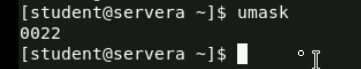 [student@servera ~]$ umask
0022
[student@servera ~]$